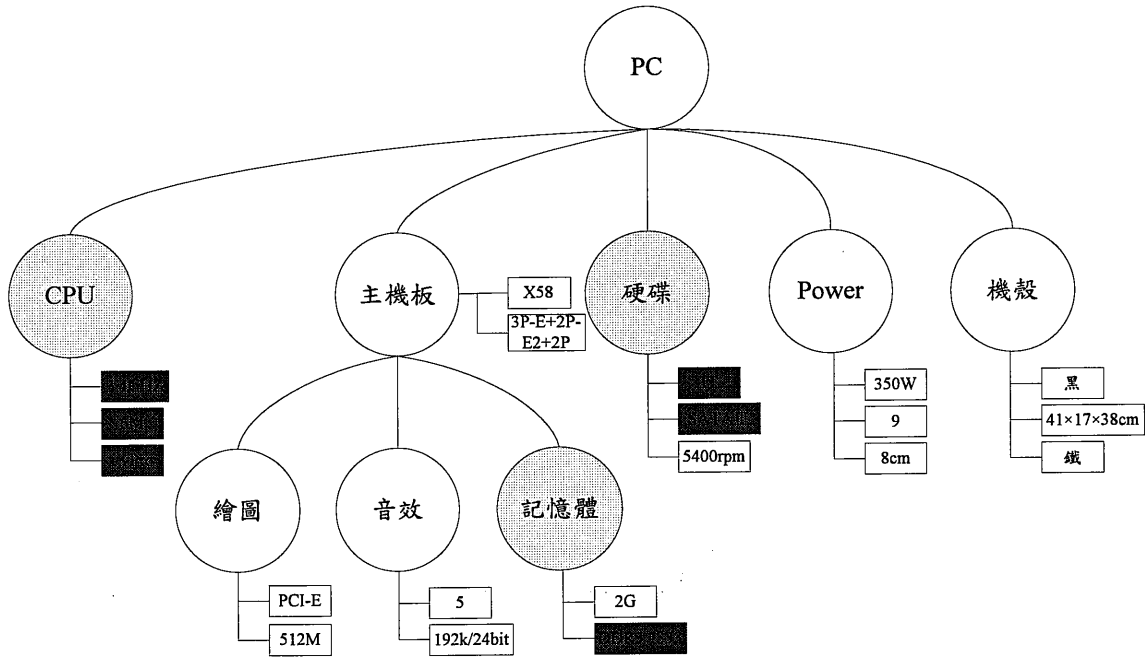 PC
CPU
主機板
X58
3P-E+2P-
E2+2P
硬碟
5400rpm
Power
350W
9
8cm
機殼
黑
41×17×38cm
鐵
繪圖
PCI-E
512M
音效
5
192k/24bit
記憶體
2G